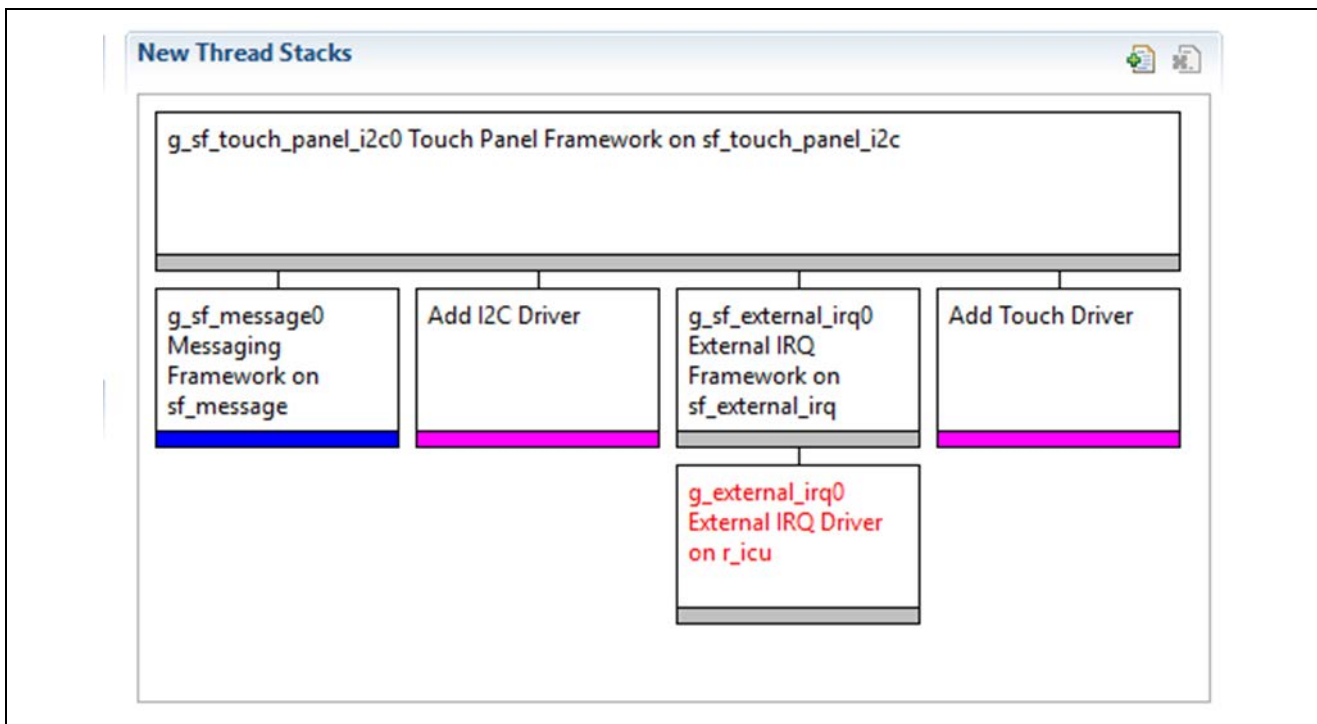 New Thread Stacks
g_sf_touch_panel_i2c0 Touch Panel Framework on sf_touch_panel_i2c
g_sf_message0
Messaging
Framework on
sf_message
Add I2C Driver
g_sf_external_irq0
External IRQ
Framework on
sf_external_irq
Add Touch Driver
g_external_irq0
External IRQ Driver
on r_icu